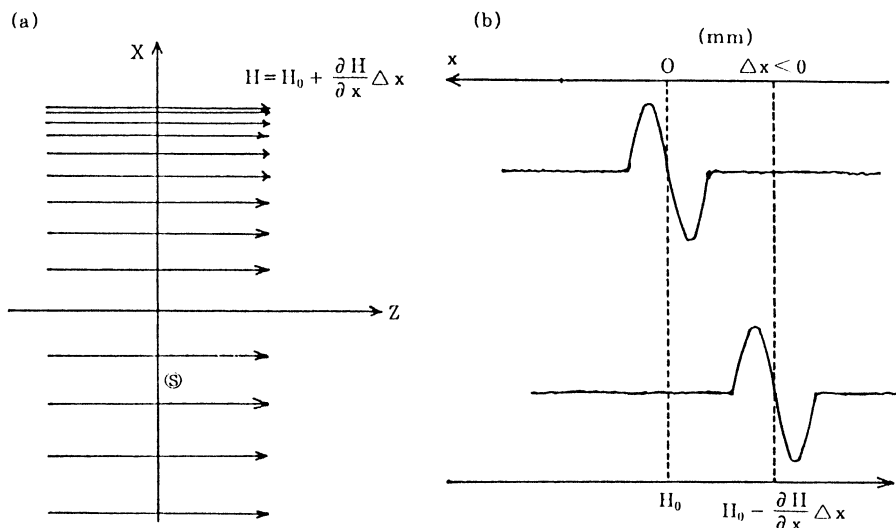 (a)
X
H = H₀ + ∂H/∂x △x
Z
(S)
(b)
(mm)
x
O
△x < 0
H₀
H₀ − ∂H/∂x △x